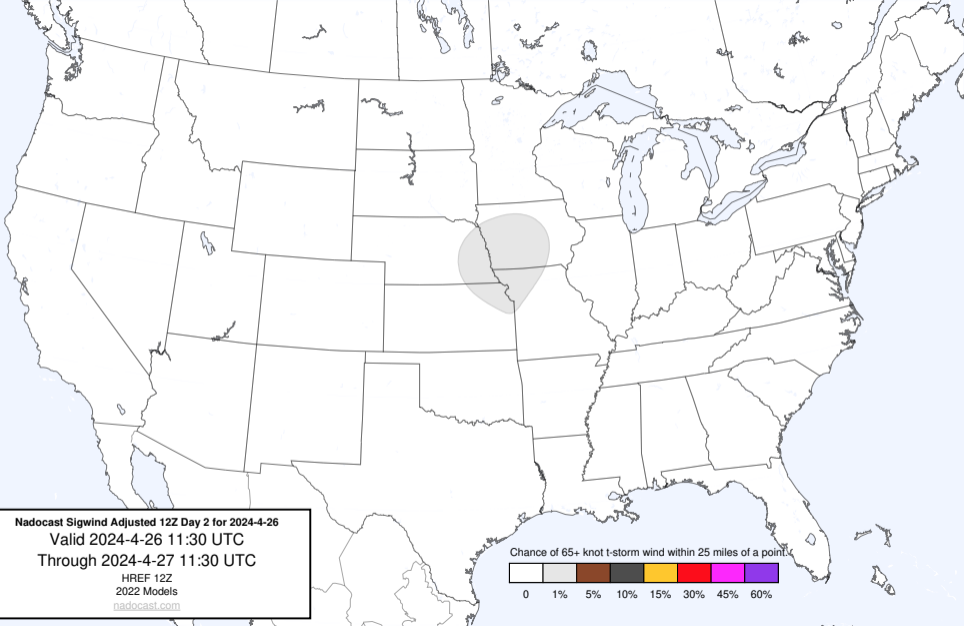 Nadocast Sigwind Adjusted 12Z Day 2 for 2024-4-26
Valid 2024-4-26 11:30 UTC
Through 2024-4-27 11:30 UTC
HREF 12Z
2022 Models
nadocast.com
Chance of 65+ knot t-storm wind within 25 miles of a point.
0 1% 5% 10% 15% 30% 45% 60%